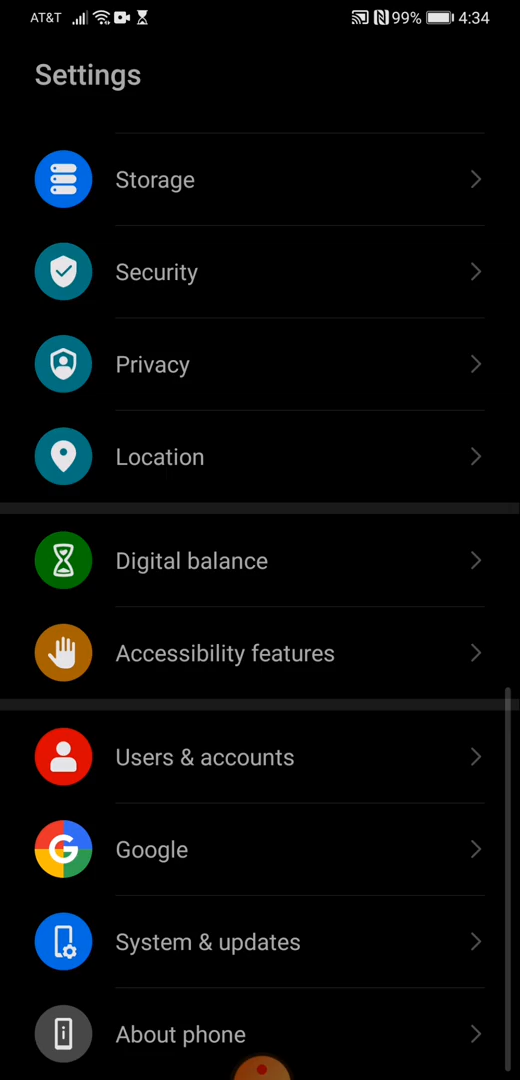 AT&T 99% 4:34
Settings
Storage
Security
Privacy
Location
Digital balance
Accessibility features
Users & accounts
Google
System & updates
About phone